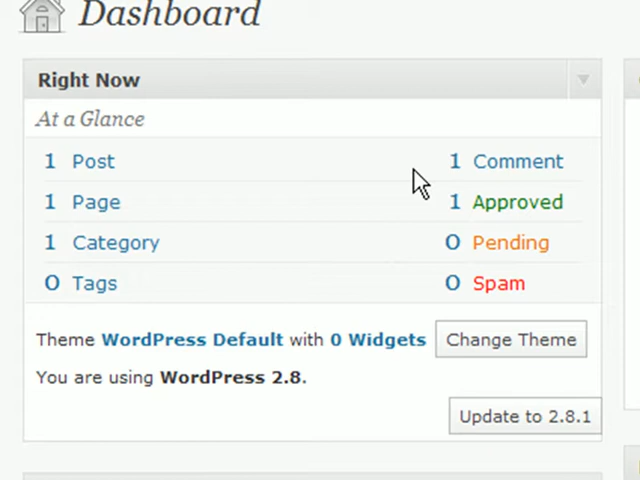 Dashboard
Right Now
At a Glance
1 Post 1 Comment
1 Page 1 Approved
1 Category 0 Pending
0 Tags 0 Spam
Theme WordPress Default with 0 Widgets Change Theme
You are using WordPress 2.8.
Update to 2.8.1